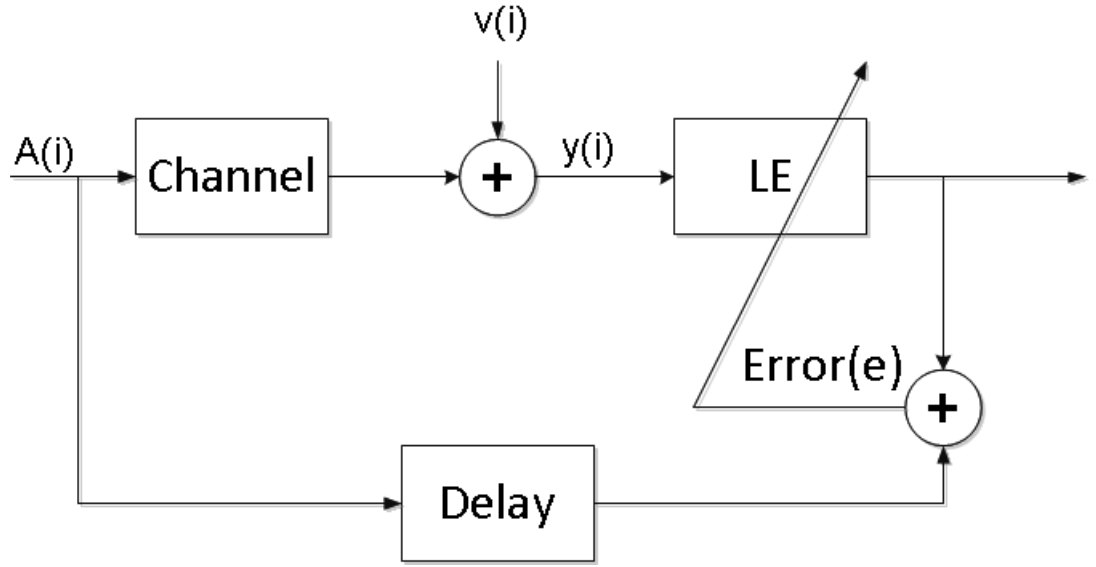 v(i)
A(i)
Channel
+
y(i)
LE
Error(e)
+
Delay